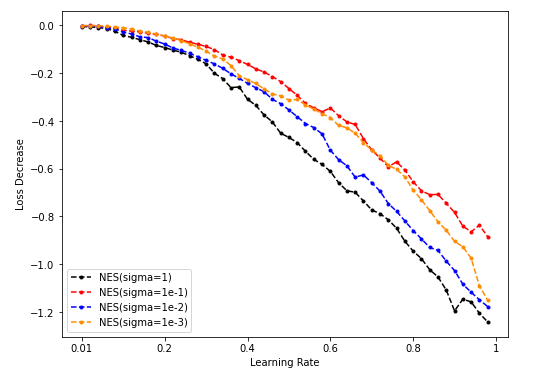 0.0
−0.2
−0.4
−0.6
−0.8
−1.0
−1.2
Loss Decrease
NES(sigma=1)
NES(sigma=1e-1)
NES(sigma=1e-2)
NES(sigma=1e-3)
0.01 0.2 0.4 0.6 0.8 1
Learning Rate